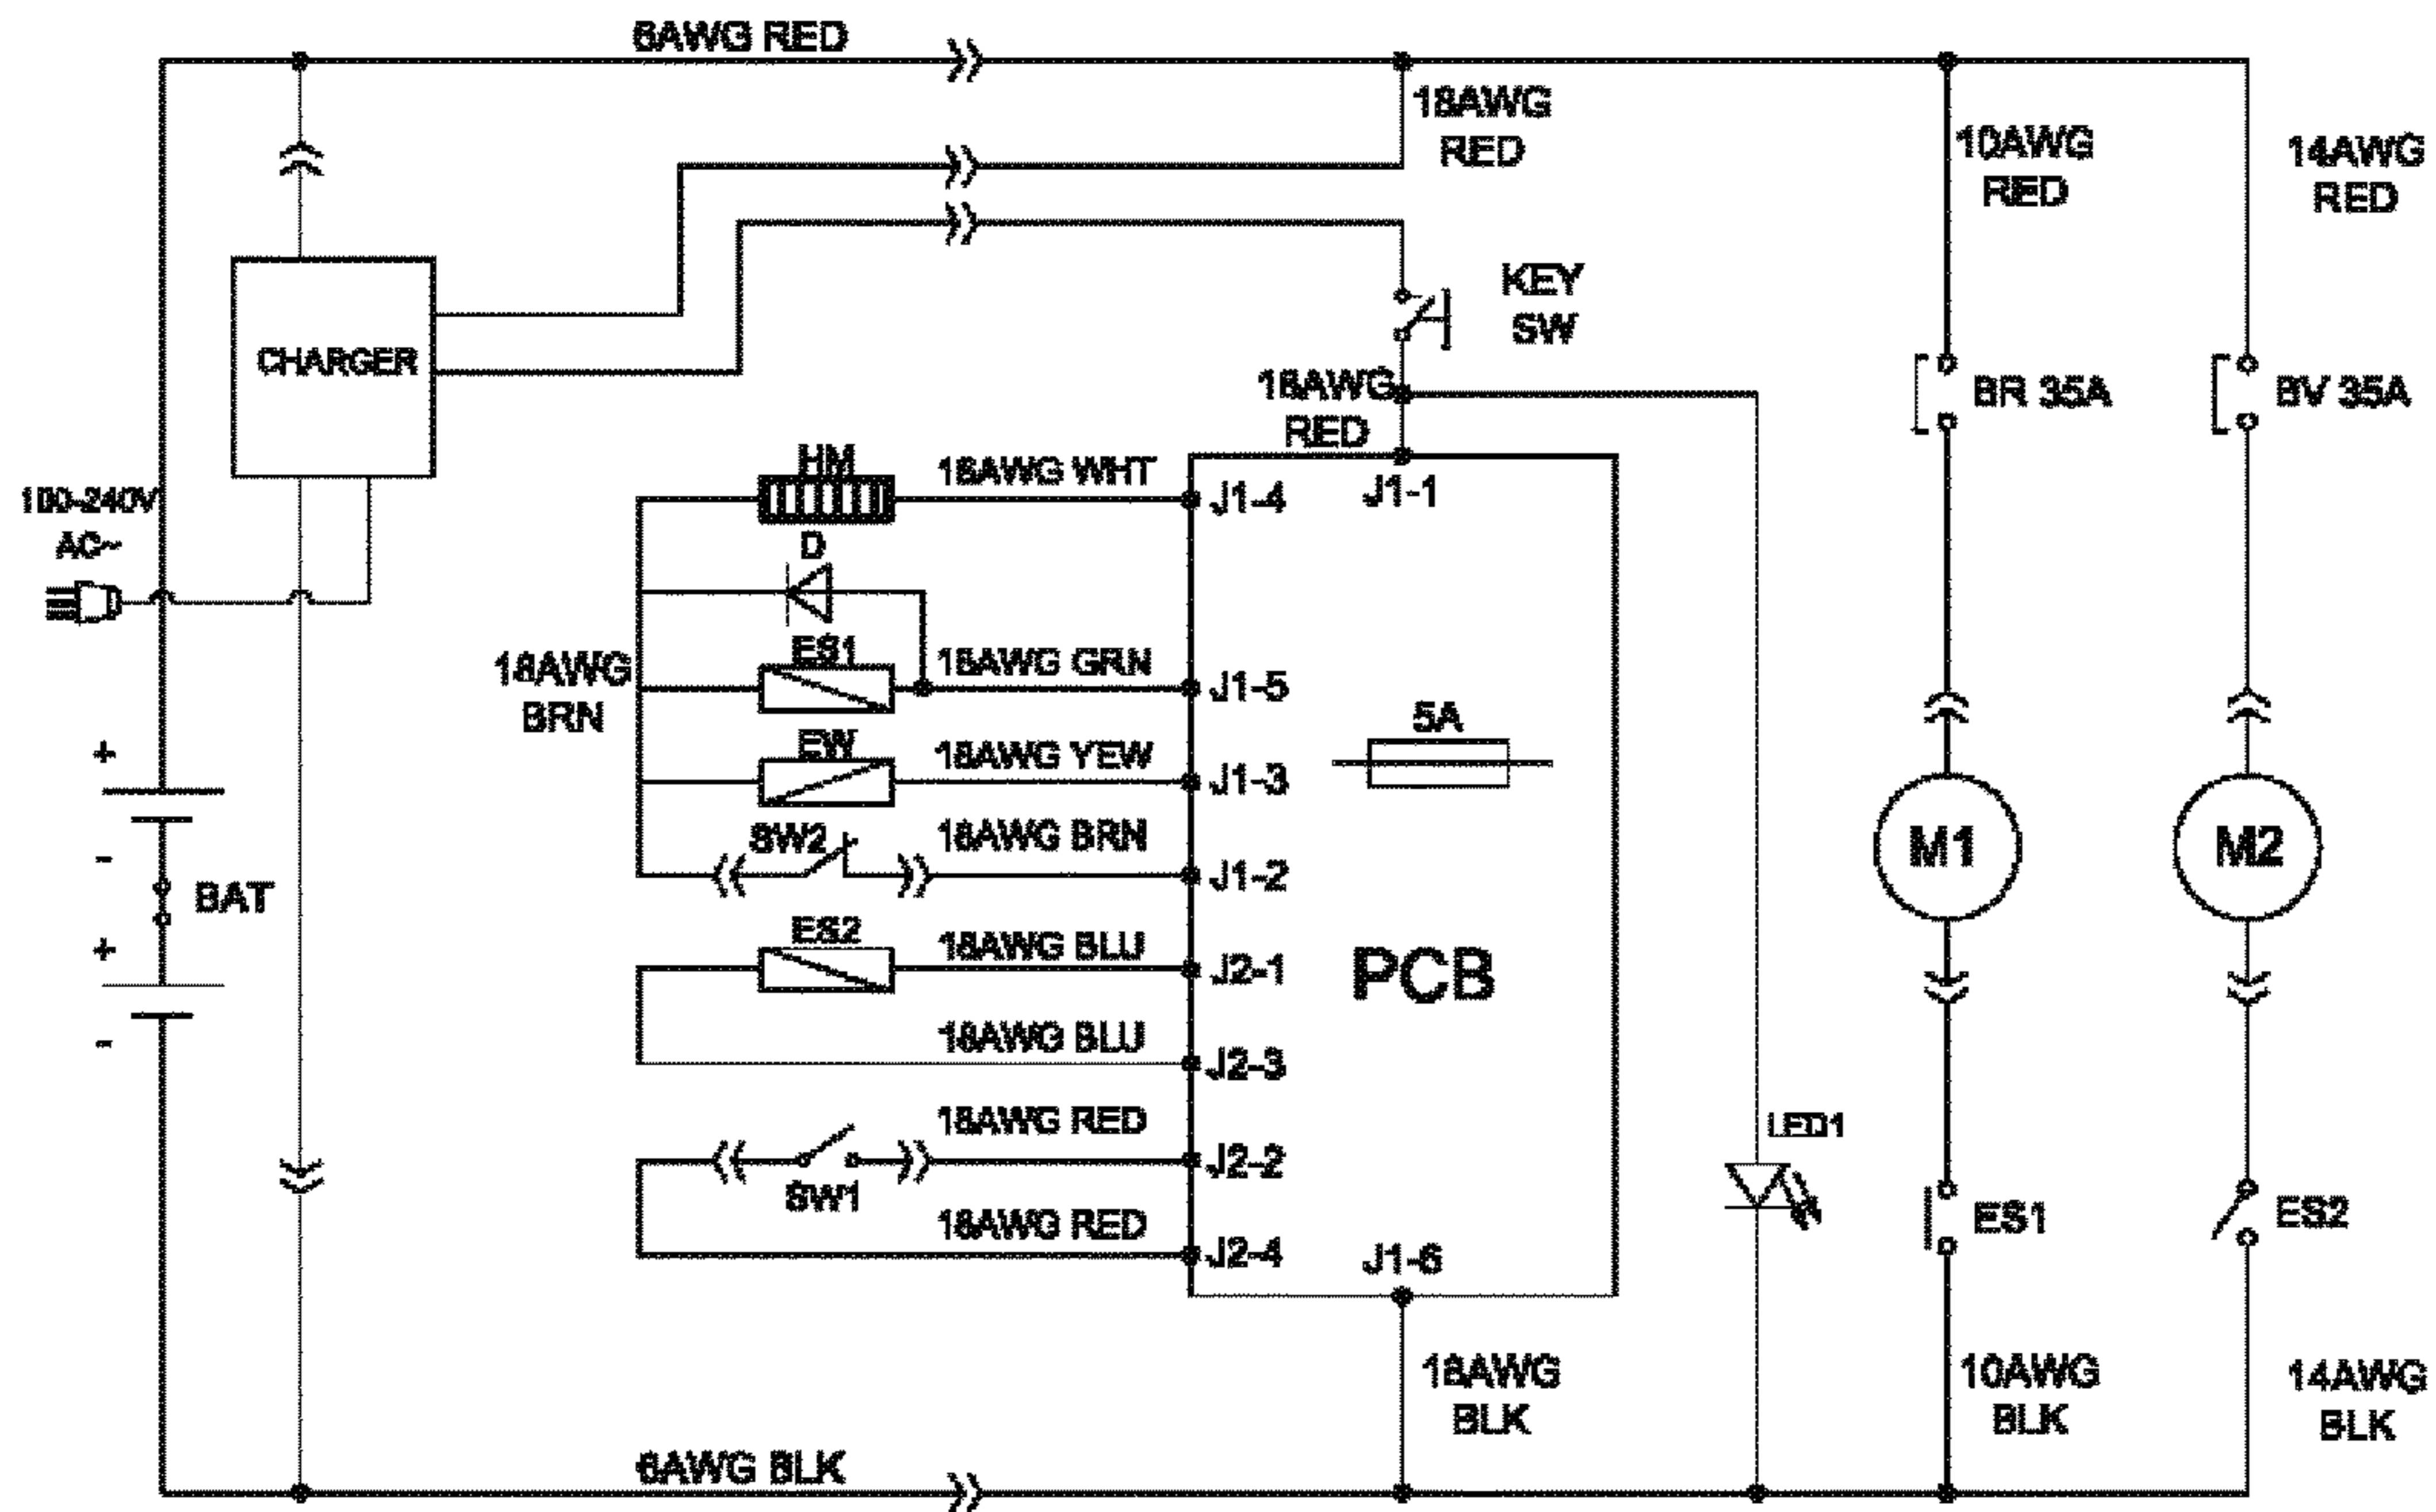 6AWG RED
18AWG
RED
10AWG
RED
14AWG
RED
KEY
SW
CHARGER
18AWG
RED
BR 35A
BV 35A
100-240V
AC~
HM
18AWG WHT
J1-4
J1-1
D
18AWG
BRN
ES1
18AWG GRN
J1-5
5A
EW
18AWG YEW
J1-3
+
-
BAT
+
-
SW2
18AWG BRN
J1-2
M1
M2
ES2
18AWG BLU
J2-1
PCB
18AWG BLU
J2-3
18AWG RED
J2-2
SW1
18AWG RED
J2-4
J1-6
LED1
ES1
ES2
18AWG
BLK
10AWG
BLK
14AWG
BLK
6AWG BLK